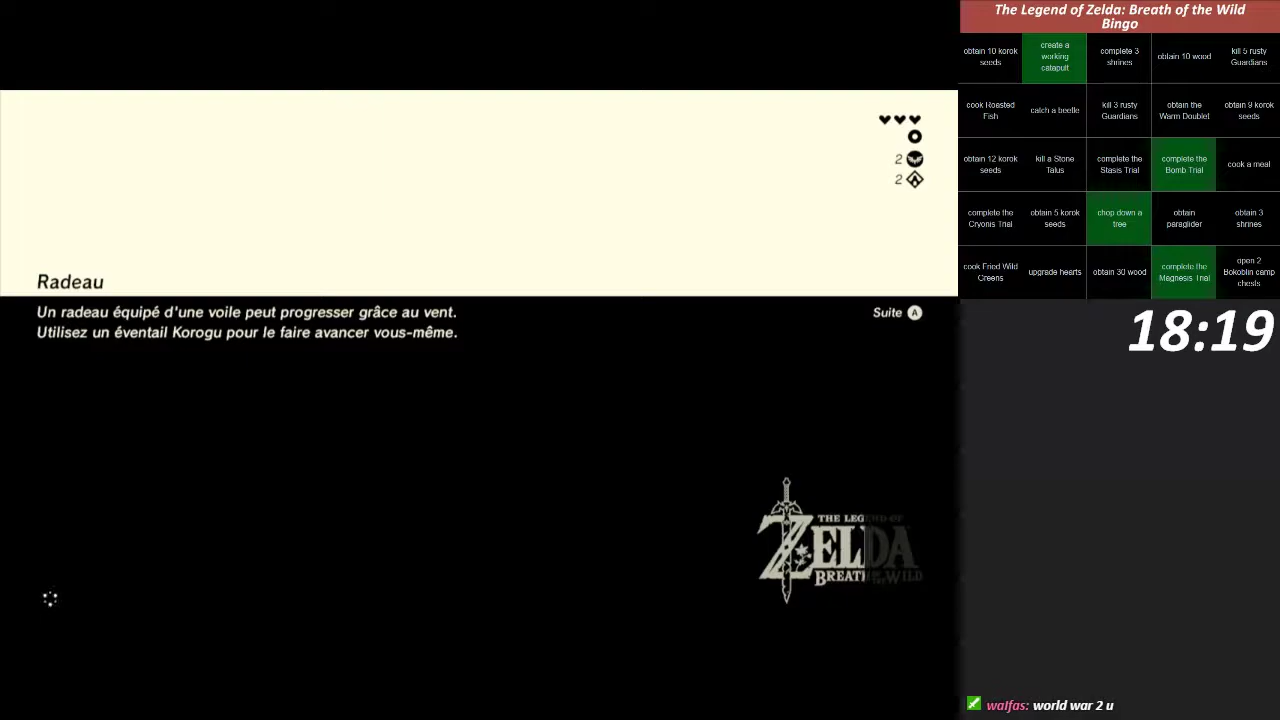 The Legend of Zelda: Breath of the Wild
Bingo
obtain 10 korok
seeds
create a
working
catapult
complete 3
shrines
obtain 10 wood
kill 5 rusty
Guardians
cook Roasted
Fish
catch a beetle
kill 3 rusty
Guardians
obtain the
Warm Doublet
obtain 9 korok
seeds
obtain 12 korok
seeds
kill a Stone
Talus
complete the
Stasis Trial
complete the
Bomb Trial
cook a meal
complete the
Cryonis Trial
obtain 5 korok
seeds
chop down a
tree
obtain
paraglider
obtain 3
shrines
cook Fried Wild
Greens
upgrade hearts
obtain 30 wood
complete the
Magnesis Trial
open 2
Bokoblin camp
chests
18:19
2
2
Radeau
Un radeau équipé d'une voile peut progresser grâce au vent.
Utilisez un éventail Korogu pour le faire avancer vous-même.
Suite A
THE LEGEND OF
ZELDA
BREATH OF THE WILD
walfas: world war 2 u